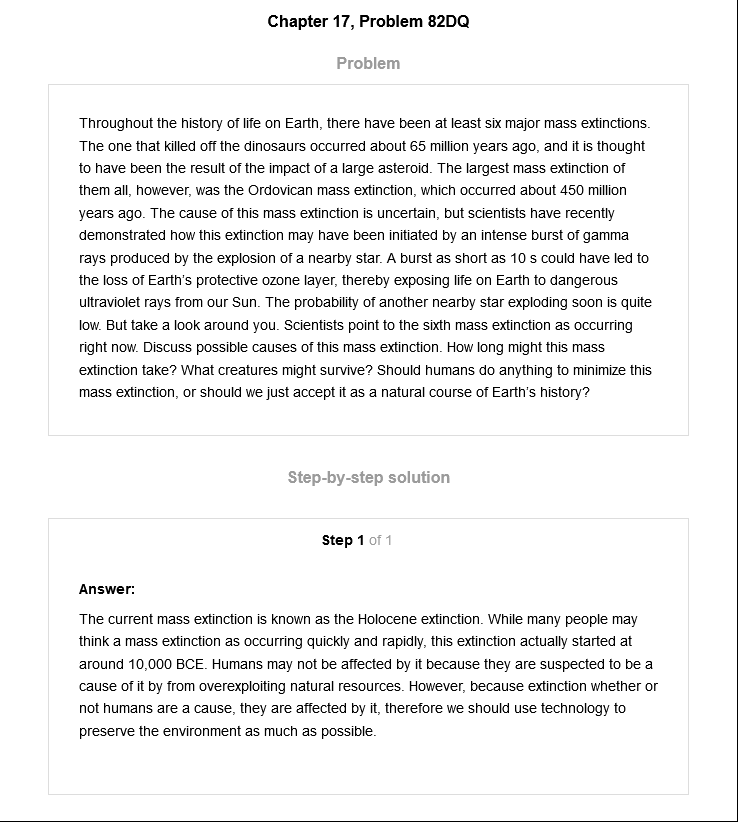 Chapter 17, Problem 82DQ
Problem
Throughout the history of life on Earth, there have been at least six major mass extinctions.
The one that killed off the dinosaurs occurred about 65 million years ago, and it is thought
to have been the result of the impact of a large asteroid. The largest mass extinction of
them all, however, was the Ordovican mass extinction, which occurred about 450 million
years ago. The cause of this mass extinction is uncertain, but scientists have recently
demonstrated how this extinction may have been initiated by an intense burst of gamma
rays produced by the explosion of a nearby star. A burst as short as 10 s could have led to
the loss of Earth's protective ozone layer, thereby exposing life on Earth to dangerous
ultraviolet rays from our Sun. The probability of another nearby star exploding soon is quite
low. But take a look around you. Scientists point to the sixth mass extinction as occurring
right now. Discuss possible causes of this mass extinction. How long might this mass
extinction take? What creatures might survive? Should humans do anything to minimize this
mass extinction, or should we just accept it as a natural course of Earth's history?
Step-by-step solution
Step 1 of 1
Answer:
The current mass extinction is known as the Holocene extinction. While many people may
think a mass extinction as occurring quickly and rapidly, this extinction actually started at
around 10,000 BCE. Humans may not be affected by it because they are suspected to be a
cause of it by from overexploiting natural resources. However, because extinction whether or
not humans are a cause, they are affected by it, therefore we should use technology to
preserve the environment as much as possible.